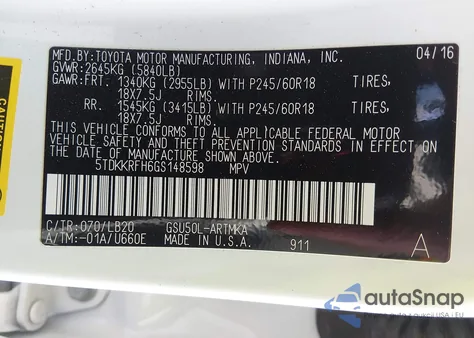 MFD.BY:TOYOTA MOTOR MANUFACTURING, INDIANA, INC. 04/16
GVWR:2645KG (5840LB)
GAWR:FRT. 1340KG (2955LB) WITH P245/60R18 TIRES,
18X7.5J RIMS.
RR. 1545KG (3415LB) WITH P245/60R18 TIRES,
18X7.5J RIMS.
THIS VEHICLE CONFORMS TO ALL APPLICABLE FEDERAL MOTOR
VEHICLE SAFETY AND THEFT PREVENTION STANDARDS IN EFFECT
ON THE DATE OF MANUFACTURE SHOWN ABOVE.
5TDKKRFH6GS148598 MPV
C/TR:070/LB20 GSU50L-ARTMKA
A/TM:-01A/U660E MADE IN U.S.A. 911 A
autoSnap